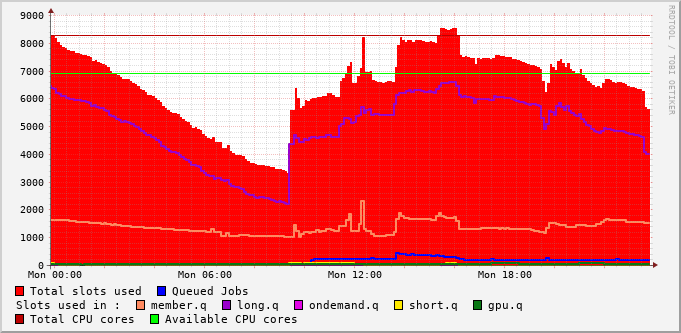 9000
8000
7000
6000
5000
4000
3000
2000
1000
0
Mon 00:00 Mon 06:00 Mon 12:00 Mon 18:00
RRDTOOL / TOBI OETIKER
Total slots used Queued Jobs
Slots used in : member.q long.q ondemand.q short.q gpu.q
Total CPU cores Available CPU cores